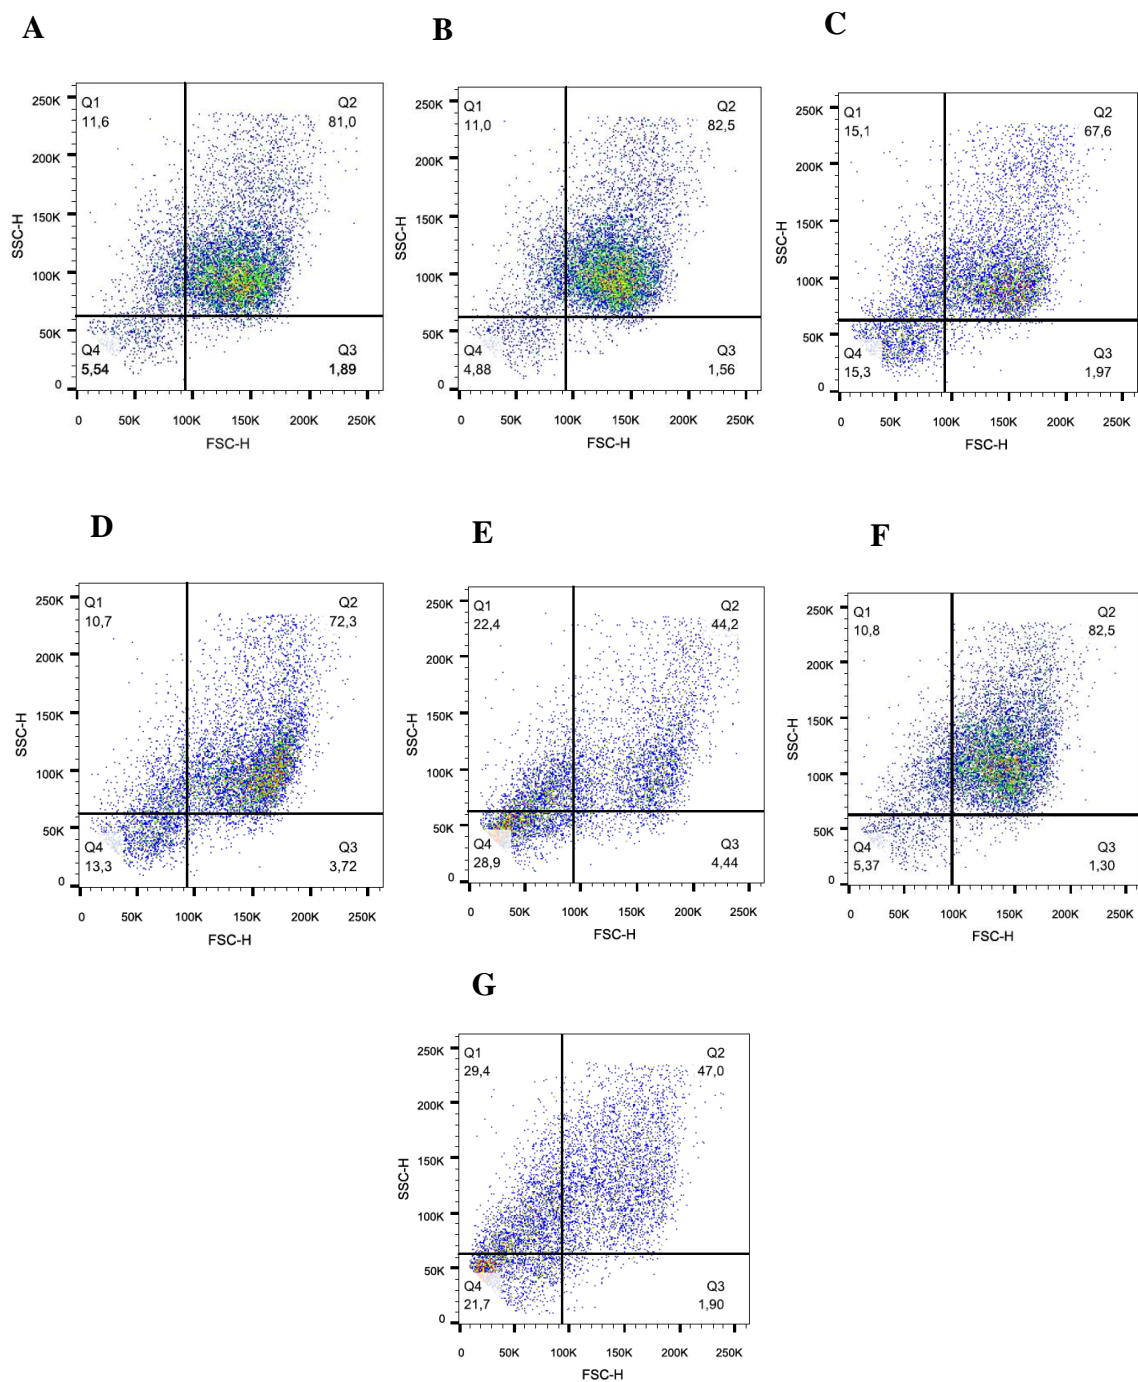 A
B
C
250K
200K
150K
100K
50K
0
SSC-H
Q1
11,6
Q2
81,0
Q4
5,54
Q3
1,89
0 50K 100K 150K 200K 250K
FSC-H
250K
200K
150K
100K
50K
0
SSC-H
Q1
11,0
Q2
82,5
Q4
4,88
Q3
1,56
0 50K 100K 150K 200K 250K
FSC-H
250K
200K
150K
100K
50K
0
SSC-H
Q1
15,1
Q2
67,6
Q4
15,3
Q3
1,97
0 50K 100K 150K 200K 250K
FSC-H
D
E
F
250K
200K
150K
100K
50K
0
SSC-H
Q1
10,7
Q2
72,3
Q4
13,3
Q3
3,72
0 50K 100K 150K 200K 250K
FSC-H
250K
200K
150K
100K
50K
0
SSC-H
Q1
22,4
Q2
44,2
Q4
28,9
Q3
4,44
0 50K 100K 150K 200K 250K
FSC-H
250K
200K
150K
100K
50K
0
SSC-H
Q1
10,8
Q2
82,5
Q4
5,37
Q3
1,30
0 50K 100K 150K 200K 250K
FSC-H
G
250K
200K
150K
100K
50K
0
SSC-H
Q1
29,4
Q2
47,0
Q4
21,7
Q3
1,90
0 50K 100K 150K 200K 250K
FSC-H